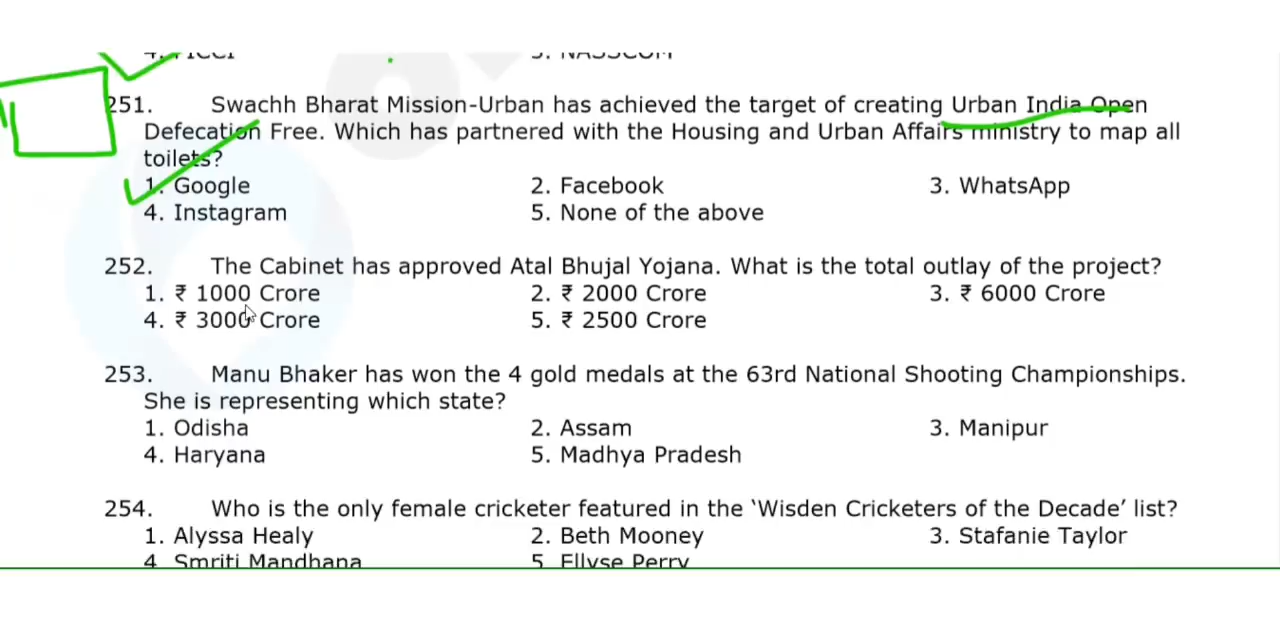 4. FICCI 5. NASSCOM
251. Swachh Bharat Mission-Urban has achieved the target of creating Urban India Open
Defecation Free. Which has partnered with the Housing and Urban Affairs ministry to map all
toilets?
1. Google 2. Facebook 3. WhatsApp
4. Instagram 5. None of the above
252. The Cabinet has approved Atal Bhujal Yojana. What is the total outlay of the project?
1. ₹ 1000 Crore 2. ₹ 2000 Crore 3. ₹ 6000 Crore
4. ₹ 3000 Crore 5. ₹ 2500 Crore
253. Manu Bhaker has won the 4 gold medals at the 63rd National Shooting Championships.
She is representing which state?
1. Odisha 2. Assam 3. Manipur
4. Haryana 5. Madhya Pradesh
254. Who is the only female cricketer featured in the ‘Wisden Cricketers of the Decade’ list?
1. Alyssa Healy 2. Beth Mooney 3. Stafanie Taylor
4 Smriti Mandhana 5 Ellyse Perry